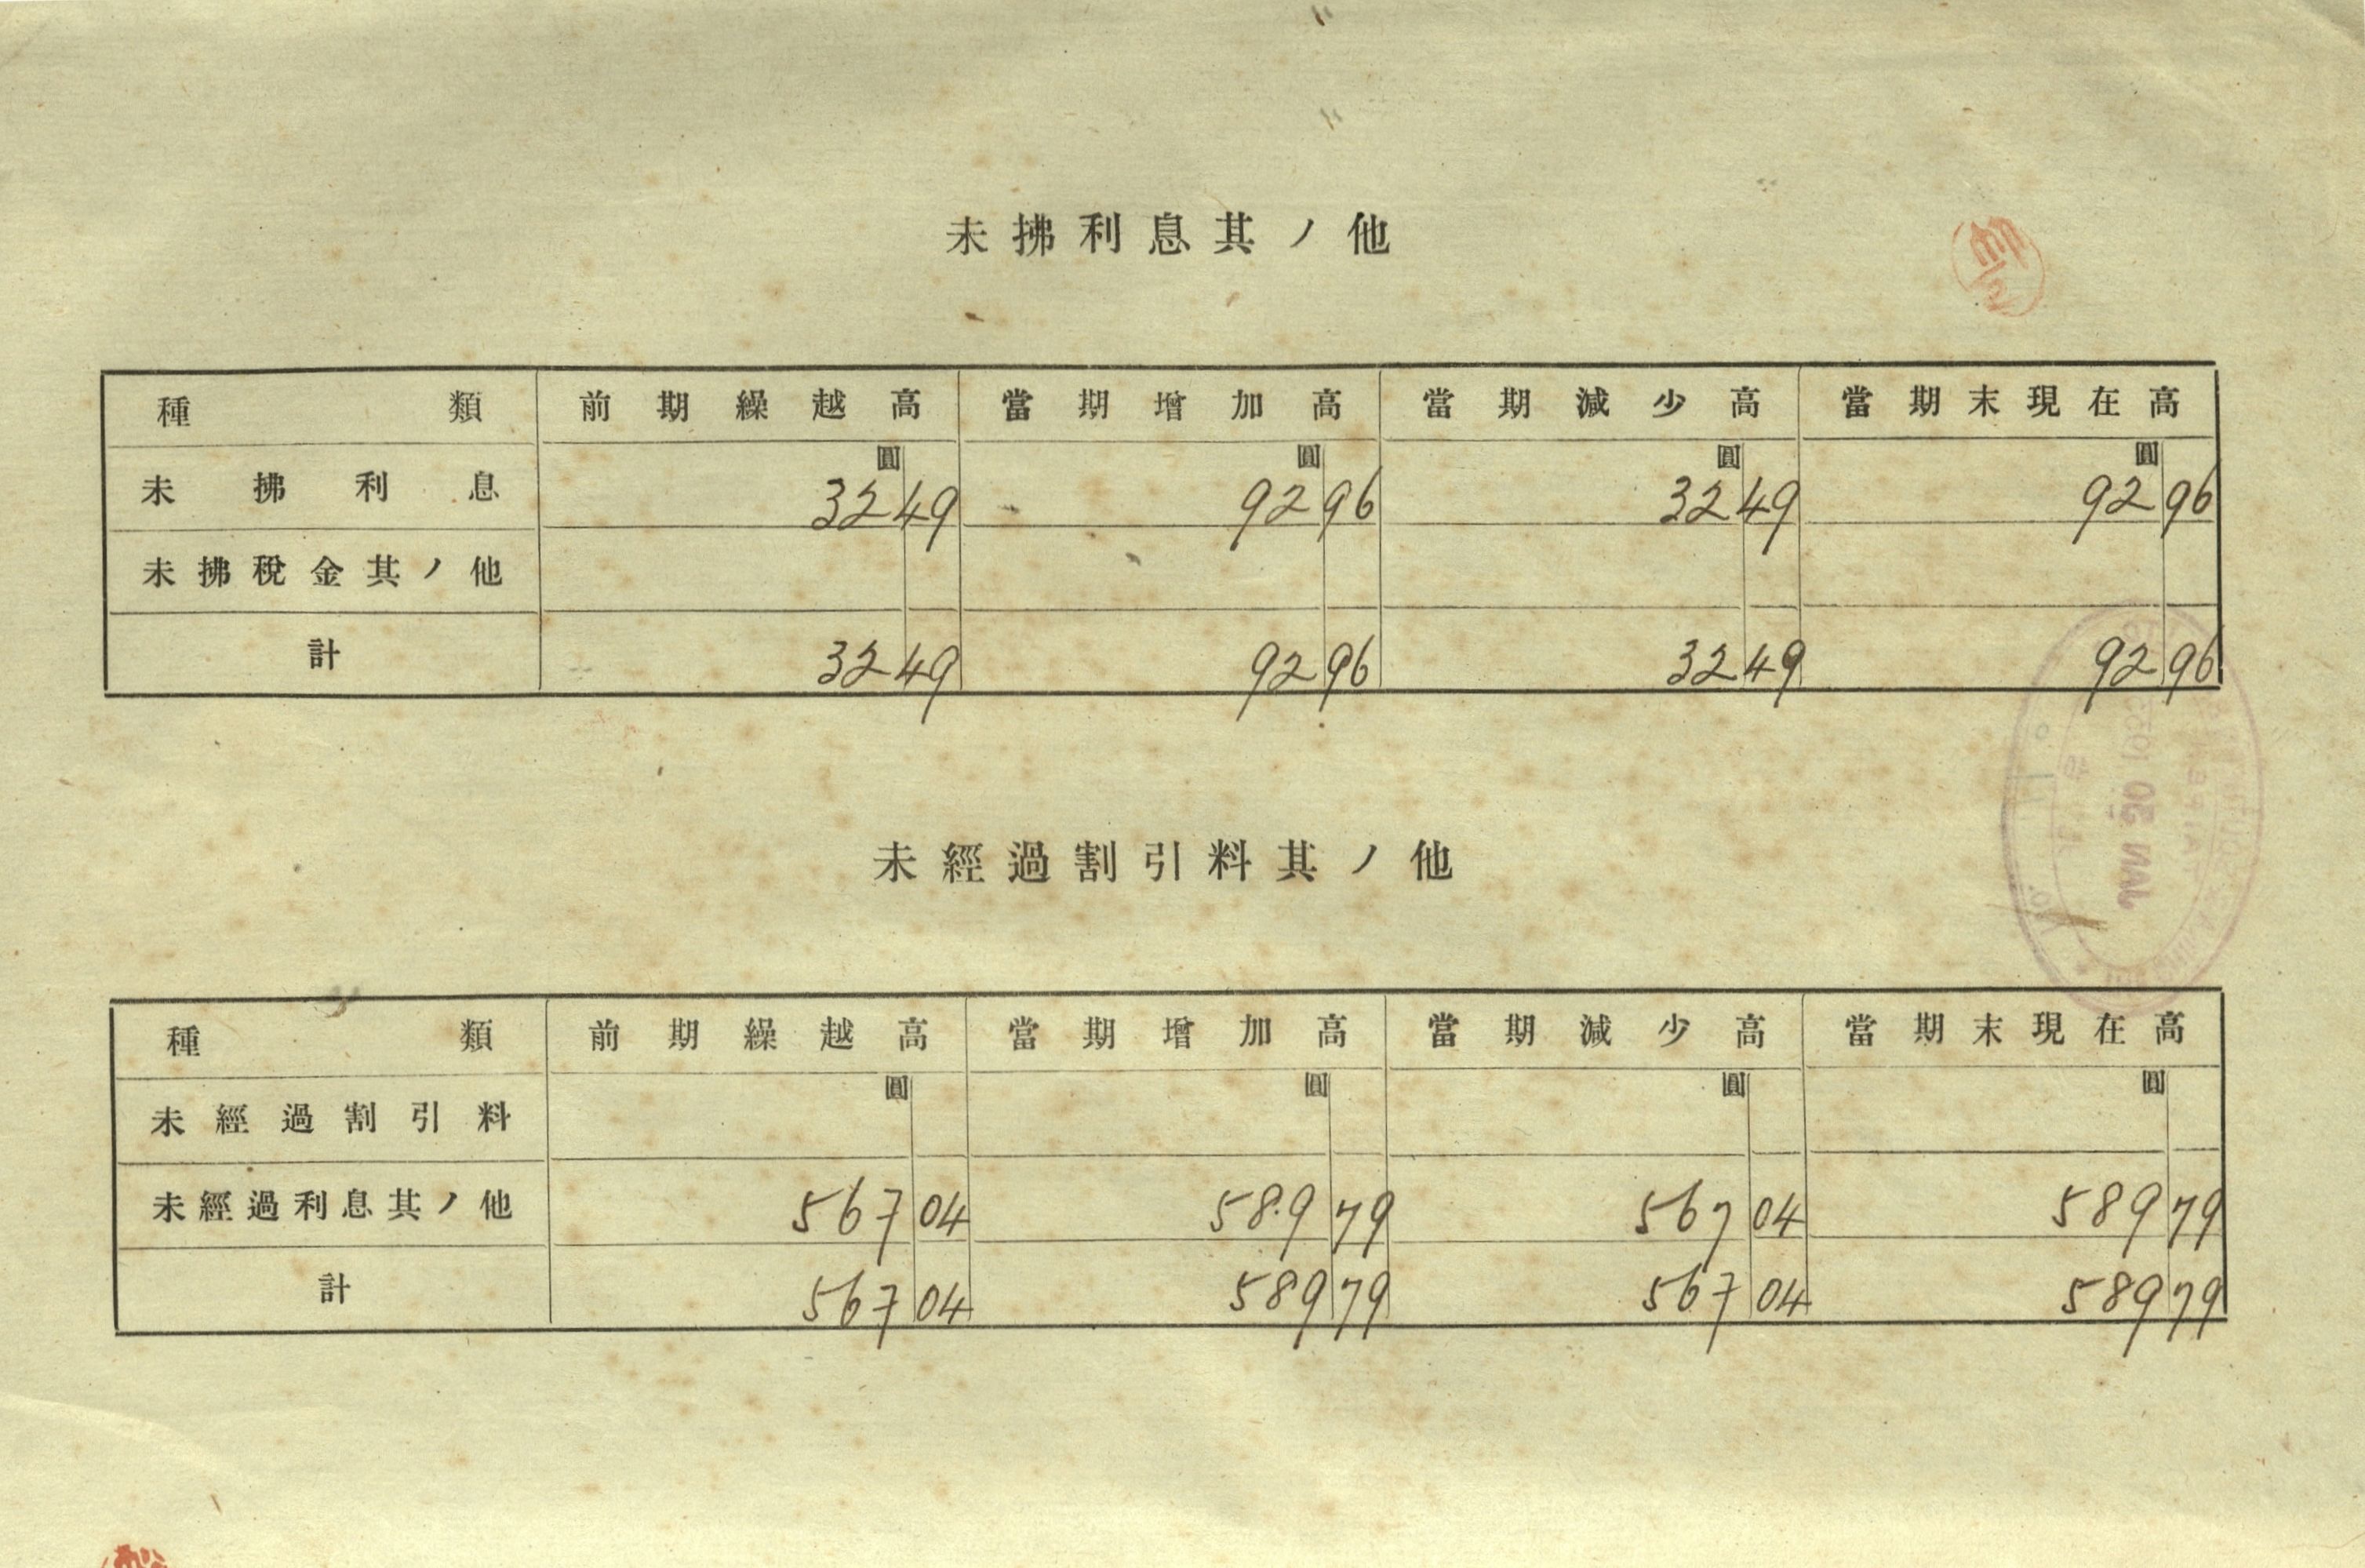 未拂利息其ノ他
種類 前期繰越高 當期增加高 當期減少高 當期末現在高
圓 圓 圓 圓
未拂利息 32 49 92 96 32 49 92 96
未拂稅金其ノ他
計 32 49 92 96 32 49 92 96
JAN 30 1935
未經過割引料其ノ他
種類 前期繰越高 當期增加高 當期減少高 當期末現在高
圓 圓 圓 圓
未經過割引料
未經過利息其ノ他 567 04 589 79 567 04 589 79
計 567 04 589 79 567 04 589 79